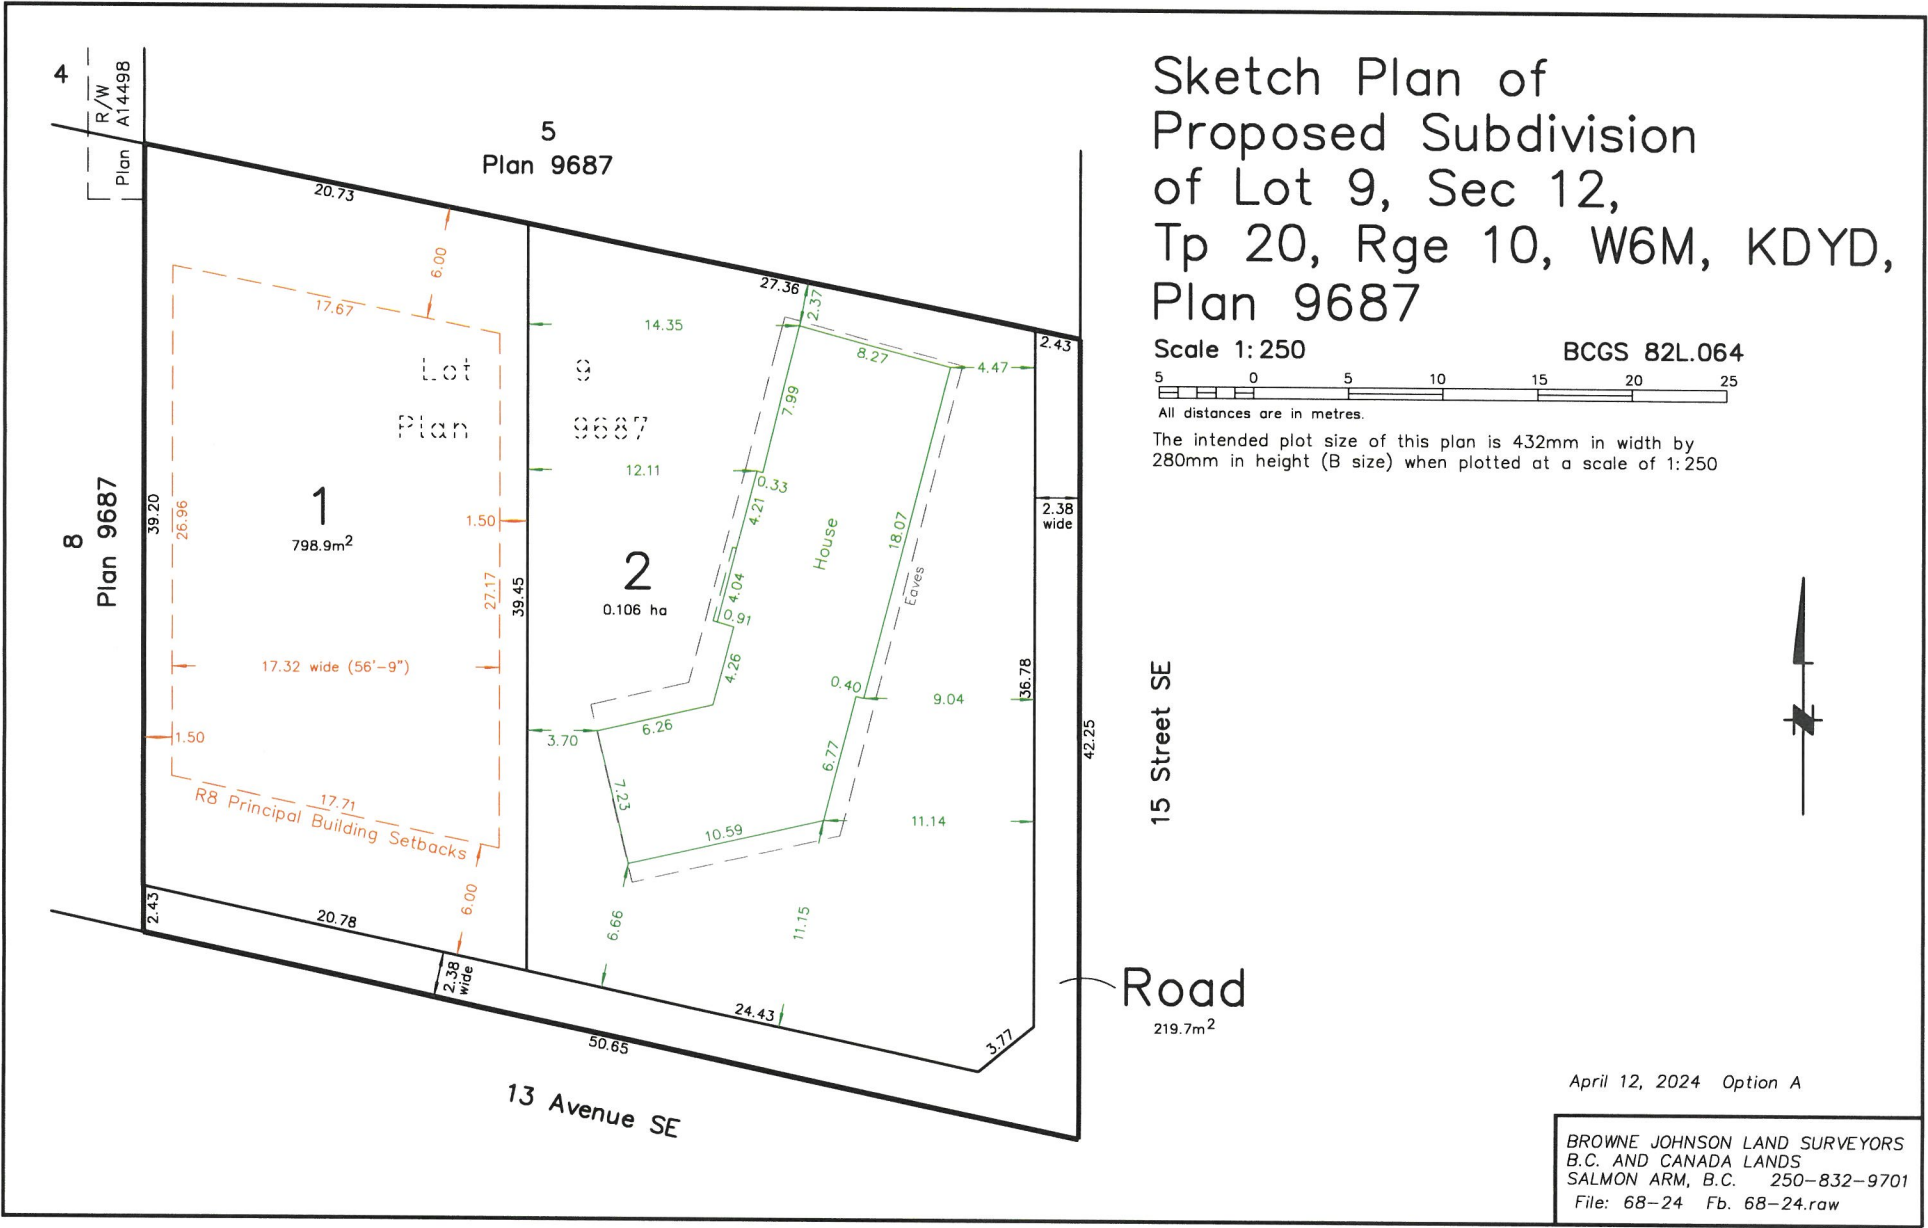 Sketch Plan of
Proposed Subdivision
of Lot 9, Sec 12,
Tp 20, Rge 10, W6M, KDYD,
Plan 9687
Scale 1:250
BCGS 82L.064
5 0 5 10 15 20 25
All distances are in metres.
The intended plot size of this plan is 432mm in width by
280mm in height (B size) when plotted at a scale of 1:250
4
R/W
A14498
Plan
5
Plan 9687
20.73
6.00
17.67
27.36
2.37
14.35
8.27
4.47
2.43
Lot 9
Plan 9687
7.99
12.11
0.33
4.21
8
Plan 9687
39.20
26.96
1
798.9m²
1.50
27.17
39.45
2
0.106 ha
House
18.07
Eaves
2.38
wide
4.04
0.91
4.26
17.32 wide (56'-9")
1.50
3.70
6.26
0.40
9.04
36.78
42.25
15 Street SE
7.23
6.77
10.59
11.14
17.71
R8 Principal Building Setbacks
6.00
2.43
20.78
2.38
wide
6.66
11.15
24.43
3.77
50.65
13 Avenue SE
Road
219.7m²
N
April 12, 2024 Option A
BROWNE JOHNSON LAND SURVEYORS
B.C. AND CANADA LANDS
SALMON ARM, B.C. 250-832-9701
File: 68-24 Fb. 68-24.raw